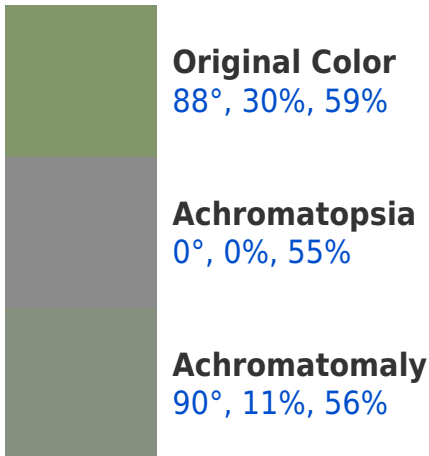 Original Color
88°, 30%, 59%
Achromatopsia
0°, 0%, 55%
Achromatomaly
90°, 11%, 56%